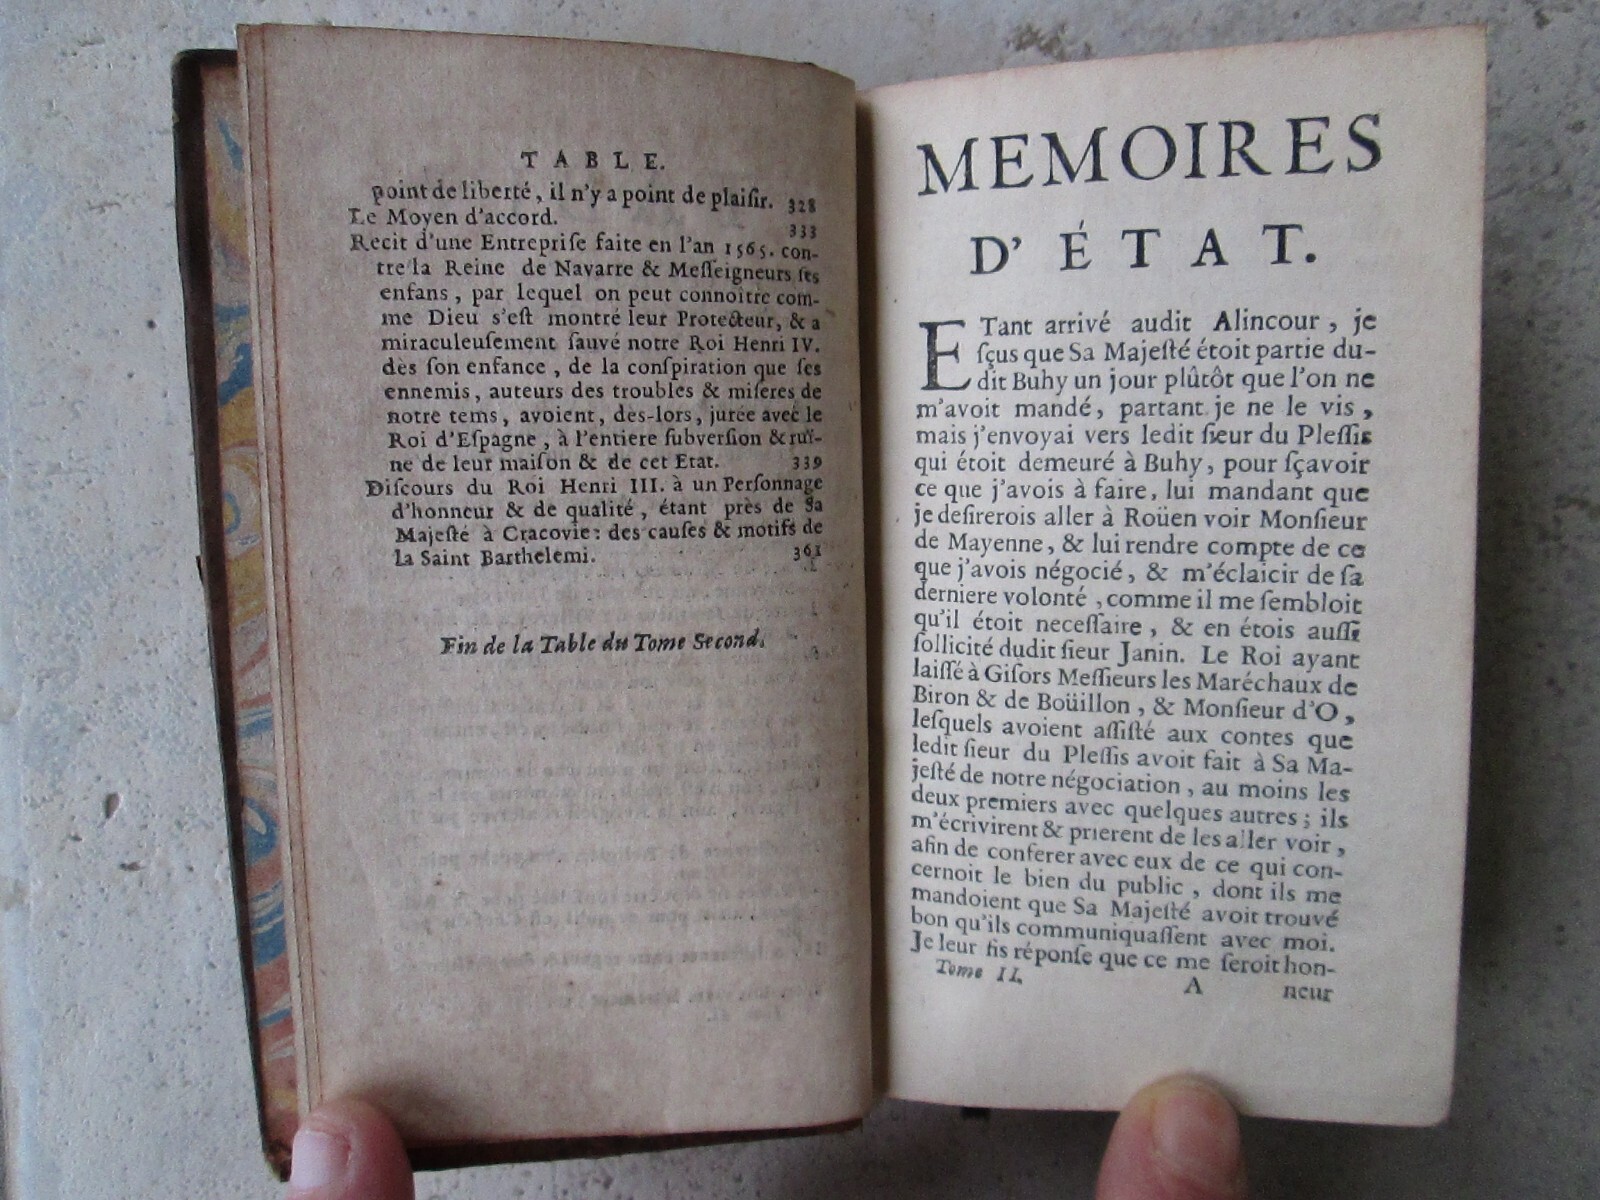 TABLE.
point de liberté, il n'y a point de plaiſir. 328
Le Moyen d'accord. 333
Recit d'une Entrepriſe faite en l'an 1565. con-
tre la Reine de Navarre & Meſſeigneurs ſes
enfans, par lequel on peut connoître com-
me Dieu s'eſt montré leur Protecteur, & a
miraculeuſement ſauvé notre Roi Henri IV.
dès ſon enfance, de la conſpiration que ſes
ennemis, auteurs des troubles & miſeres de
notre tems, avoient, des-lors, jurée avec le
Roi d'Eſpagne, à l'entiere ſubverſion & ruï-
ne de leur maiſon & de cet Etat. 339
Diſcours du Roi Henri III. à un Perſonnage
d'honneur & de qualité, étant près de Sa
Majeſté à Cracovie: des cauſes & motifs de
la Saint Barthelemi. 361
Fin de la Table du Tome Second.
MEMOIRES
D'ÉTAT.
ETant arrivé audit Alincour, je
ſçus que Sa Majeſté étoit partie du-
dit Buhy un jour plûtôt que l'on ne
m'avoit mandé, partant je ne le vis,
mais j'envoyai vers ledit ſieur du Pleſſis
qui étoit demeuré à Buhy, pour ſçavoir
ce que j'avois à faire, lui mandant que
je deſirerois aller à Roüen voir Monſieur
de Mayenne, & lui rendre compte de ce
que j'avois négocié, & m'éclaicir de ſa
derniere volonté, comme il me ſembloit
qu'il étoit neceſſaire, & en étois auſſi
ſollicité dudit ſieur Janin. Le Roi ayant
laiſſé à Giſors Meſſieurs les Maréchaux de
Biron & de Boüillon, & Monſieur d'O,
leſquels avoient aſſiſté aux contes que
ledit ſieur du Pleſſis avoit fait à Sa Ma-
jeſté de notre négociation, au moins les
deux premiers avec quelques autres; ils
m'écrivirent & prierent de les aller voir,
afin de conferer avec eux de ce qui con-
cernoit le bien du public, dont ils me
mandoient que Sa Majeſté avoit trouvé
bon qu'ils communiquaſſent avec moi.
Je leur fis réponſe que ce me ſeroit hon-
Tome II. A neur